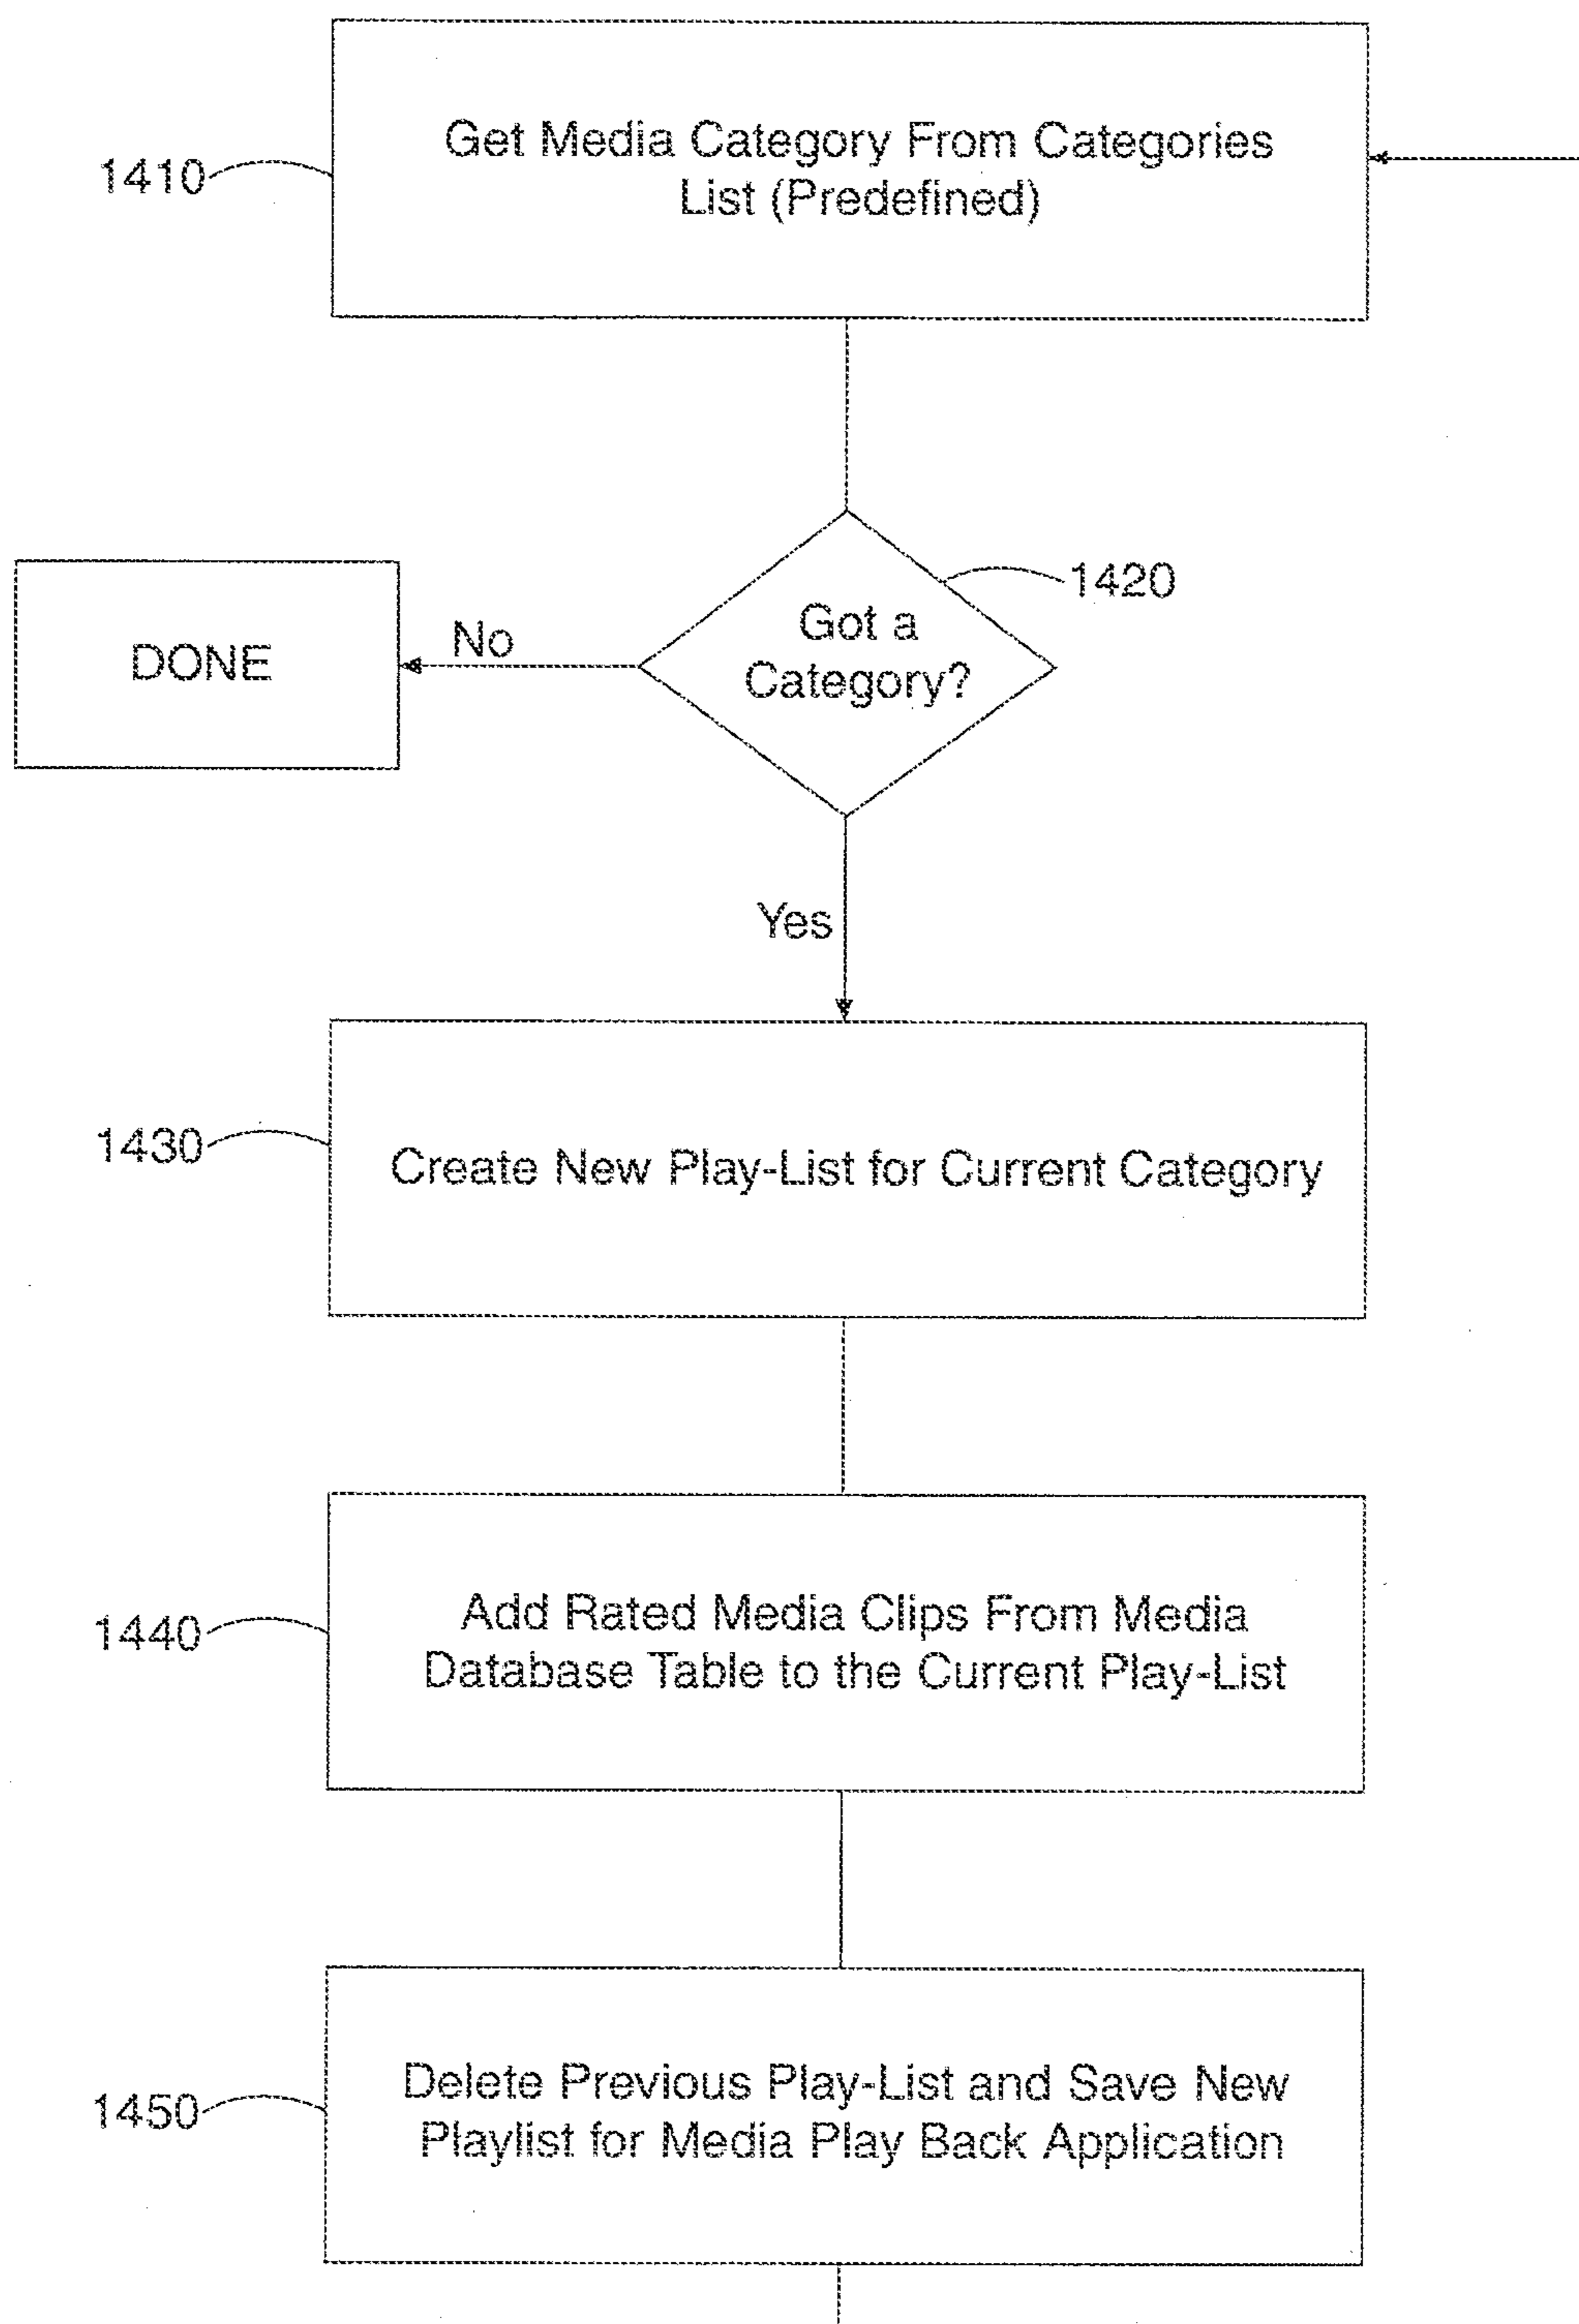 Get Media Category From Categories
List (Predefined)
1410
1420
Got a
Category?
No
DONE
Yes
1430
Create New Play-List for Current Category
1440
Add Rated Media Clips From Media
Database Table to the Current Play-List
1450
Delete Previous Play-List and Save New
Playlist for Media Play Back Application